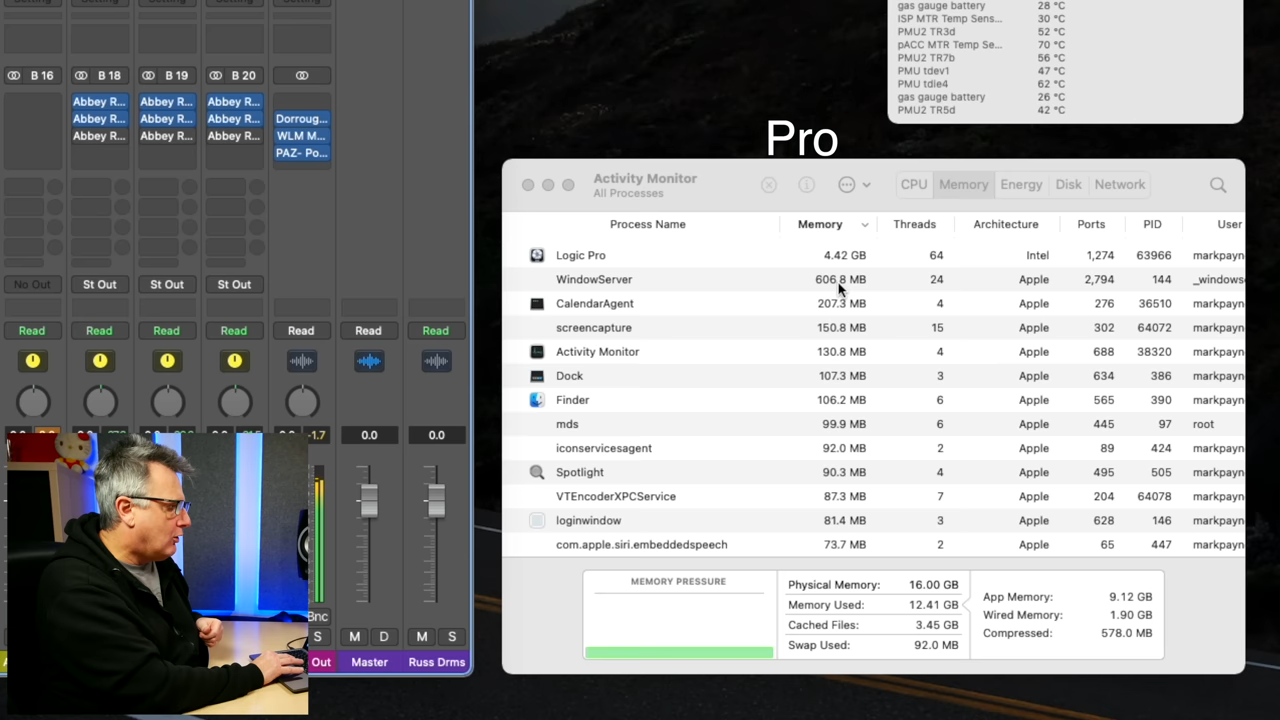 gas gauge battery 28 °C
ISP MTR Temp Sens... 30 °C
PMU2 TR3d 52 °C
pACC MTR Temp Se... 70 °C
PMU2 TR7b 56 °C
PMU tdev1 47 °C
PMU tdie4 62 °C
gas gauge battery 26 °C
PMU2 TR5d 42 °C
B 16 B 18 B 19 B 20
Abbey R... Abbey R... Abbey R...
Abbey R... Abbey R... Abbey R... Dorroug...
Abbey R... Abbey R... Abbey R... WLM M...
PAZ- Po...
No Out St Out St Out St Out
Read Read Read Read Read Read Read
-1.7 0.0 0.0
Bnc
S M D M S
Out Master Russ Drms
Pro
Activity Monitor
All Processes
CPU Memory Energy Disk Network
Process Name Memory Threads Architecture Ports PID User
Logic Pro 4.42 GB 64 Intel 1,274 63966 markpayn
WindowServer 606.8 MB 24 Apple 2,794 144 _windows
CalendarAgent 207.3 MB 4 Apple 276 36510 markpayn
screencapture 150.8 MB 15 Apple 302 64072 markpayn
Activity Monitor 130.8 MB 4 Apple 688 38320 markpayn
Dock 107.3 MB 3 Apple 634 386 markpayn
Finder 106.2 MB 6 Apple 565 390 markpayn
mds 99.9 MB 6 Apple 445 97 root
iconservicesagent 92.0 MB 2 Apple 89 424 markpayn
Spotlight 90.3 MB 4 Apple 495 505 markpayn
VTEncoderXPCService 87.3 MB 7 Apple 204 64078 markpayn
loginwindow 81.4 MB 3 Apple 628 146 markpayn
com.apple.siri.embeddedspeech 73.7 MB 2 Apple 65 447 markpayn
MEMORY PRESSURE
Physical Memory: 16.00 GB
Memory Used: 12.41 GB
Cached Files: 3.45 GB
Swap Used: 92.0 MB
App Memory: 9.12 GB
Wired Memory: 1.90 GB
Compressed: 578.0 MB